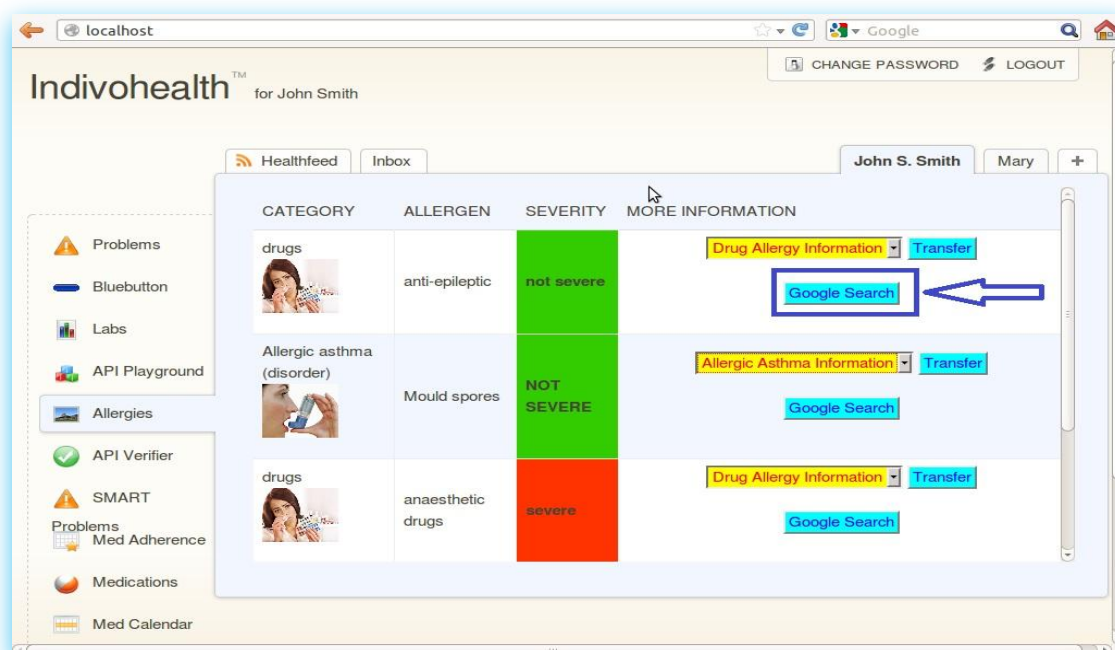 localhost
Google
CHANGE PASSWORD
LOGOUT
Indivohealth™ for John Smith
Healthfeed
Inbox
John S. Smith
Mary
+
Problems
Bluebutton
Labs
API Playground
Allergies
API Verifier
SMART
Problems
Med Adherence
Medications
Med Calendar
CATEGORY ALLERGEN SEVERITY MORE INFORMATION
drugs
anti-epileptic
not severe
Drug Allergy Information
Transfer
Google Search
Allergic asthma
(disorder)
Mould spores
NOT
SEVERE
Allergic Asthma Information
Transfer
Google Search
drugs
anaesthetic
drugs
severe
Drug Allergy Information
Transfer
Google Search